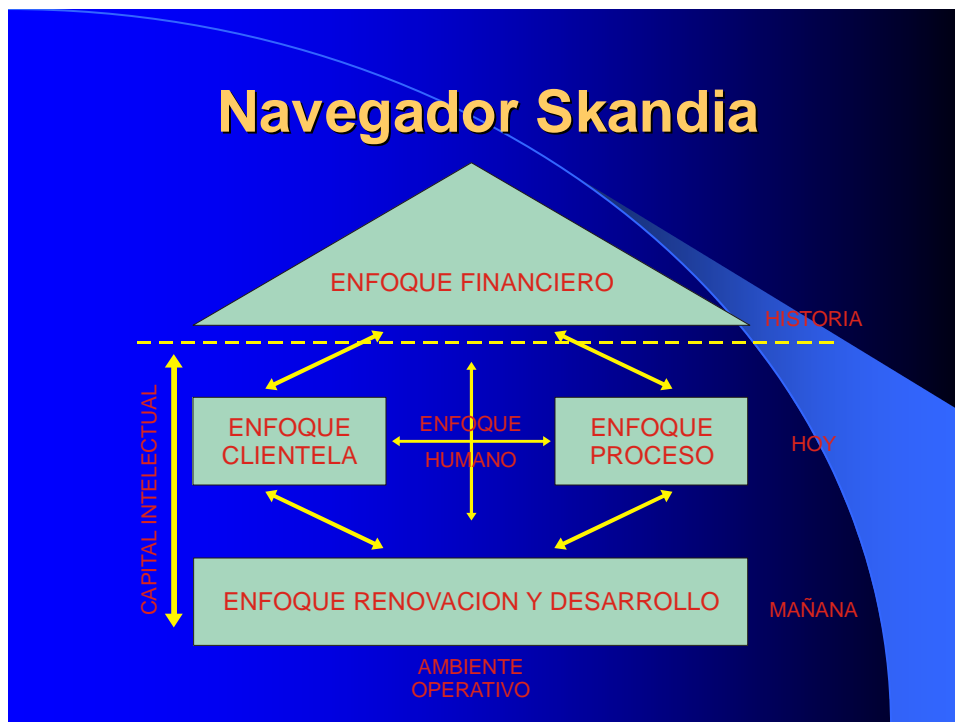 Navegador Skandia
ENFOQUE FINANCIERO
HISTORIA
CAPITAL INTELECTUAL
ENFOQUE
CLIENTELA
ENFOQUE
HUMANO
ENFOQUE
PROCESO
HOY
ENFOQUE RENOVACION Y DESARROLLO
MAÑANA
AMBIENTE
OPERATIVO